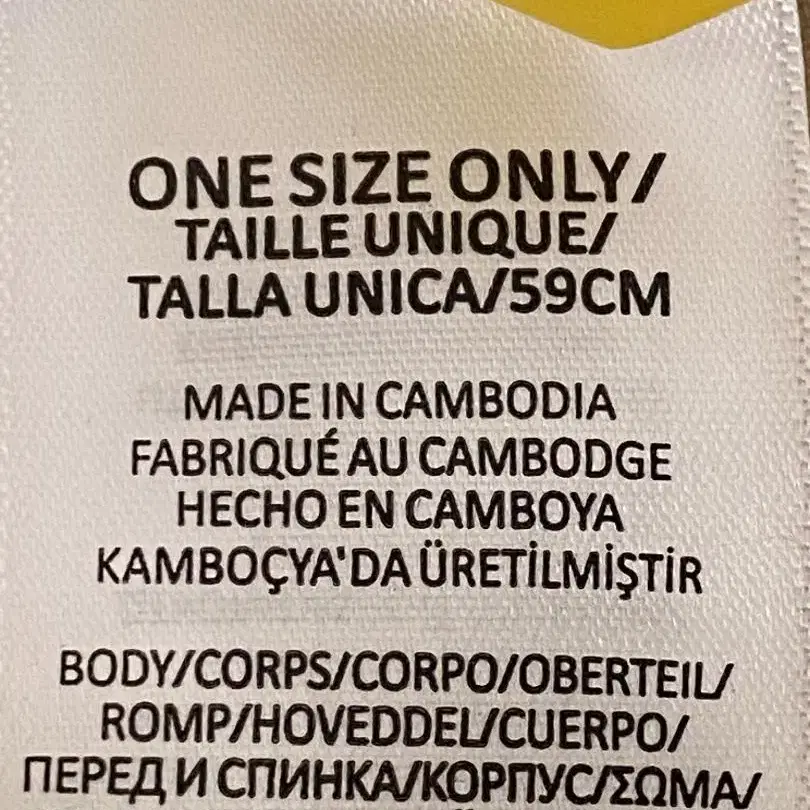 ONE SIZE ONLY/
TAILLE UNIQUE/
TALLA UNICA/59CM
MADE IN CAMBODIA
FABRIQUÉ AU CAMBODGE
HECHO EN CAMBOYA
KAMBOÇYA'DA ÜRETİLMİŞTİR
BODY/CORPS/CORPO/OBERTEIL/
ROMP/HOVEDDEL/CUERPO/
ПЕРЕД И СПИНКА/КОРПУС/ΣΩΜΑ/